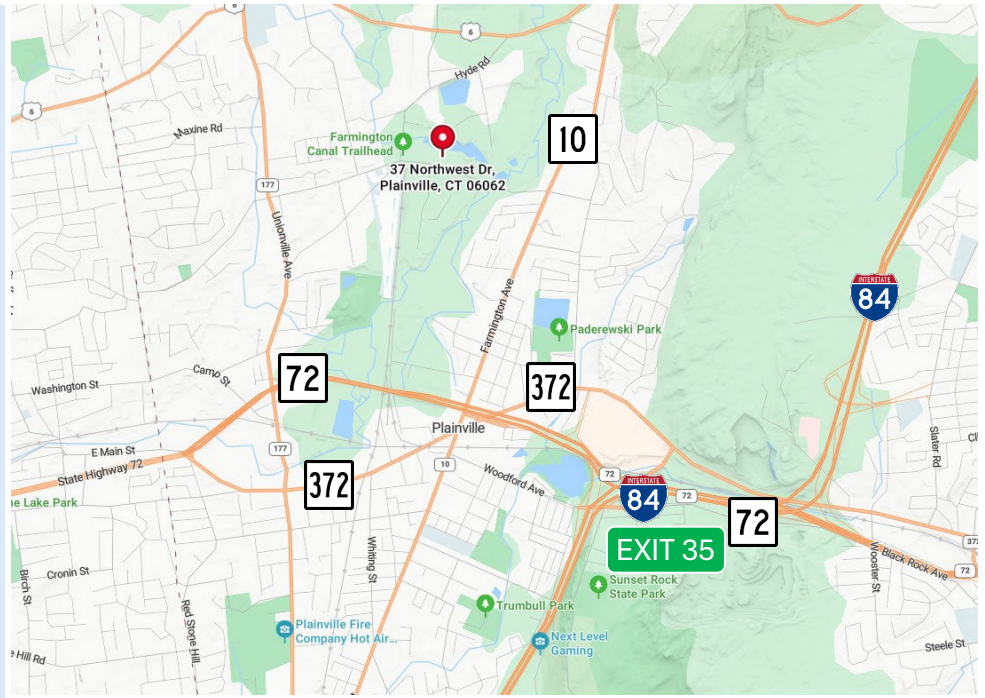 6
6
Hyde Rd
6
Maxine Rd
Farmington
Canal Trailhead
10
37 Northwest Dr,
Plainville, CT 06062
177
Unionville Ave
INTERSTATE
84
Farmington Ave
Paderewski Park
72
372
Camp St
Washington St
Plainville
177
E Main St
State Highway 72
10
Woodford Ave
72
INTERSTATE
84
72
72
Slater Rd
372
e Lake Park
EXIT 35
37
Black Rock Ave
72
Wooster St
Whiting St
Cronin St
Birch St
Red Stone Hill
Sunset Rock
State Park
Trumbull Park
Plainville Fire
Company Hot Air...
Next Level
Gaming
Steele St
e Hill Rd